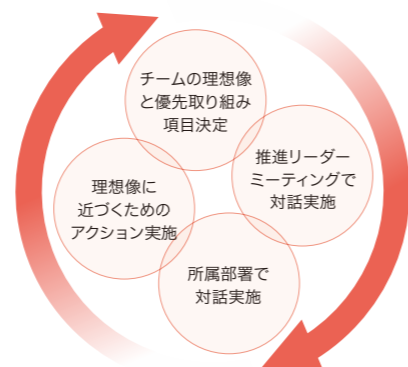 チームの理想像
と優先取り組み
項目決定
推進リーダー
ミーティングで
対話実施
所属部署で
対話実施
理想像に
近づくための
アクション実施